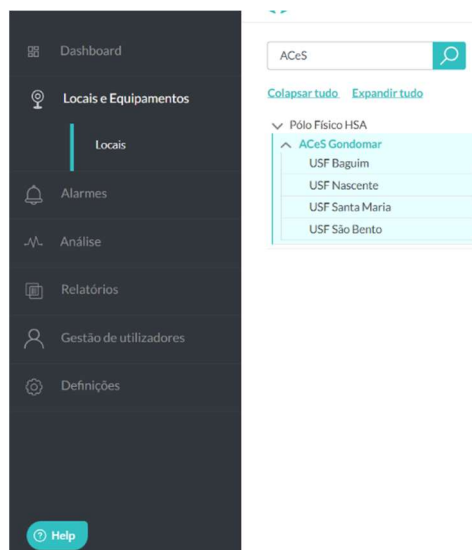 Dashboard
Locais e Equipamentos
Locais
Alarmes
Análise
Relatórios
Gestão de utilizadores
Definições
Help
ACeS
Colapsar tudo Expandir tudo
Pólo Físico HSA
ACeS Gondomar
USF Baguim
USF Nascente
USF Santa Maria
USF São Bento